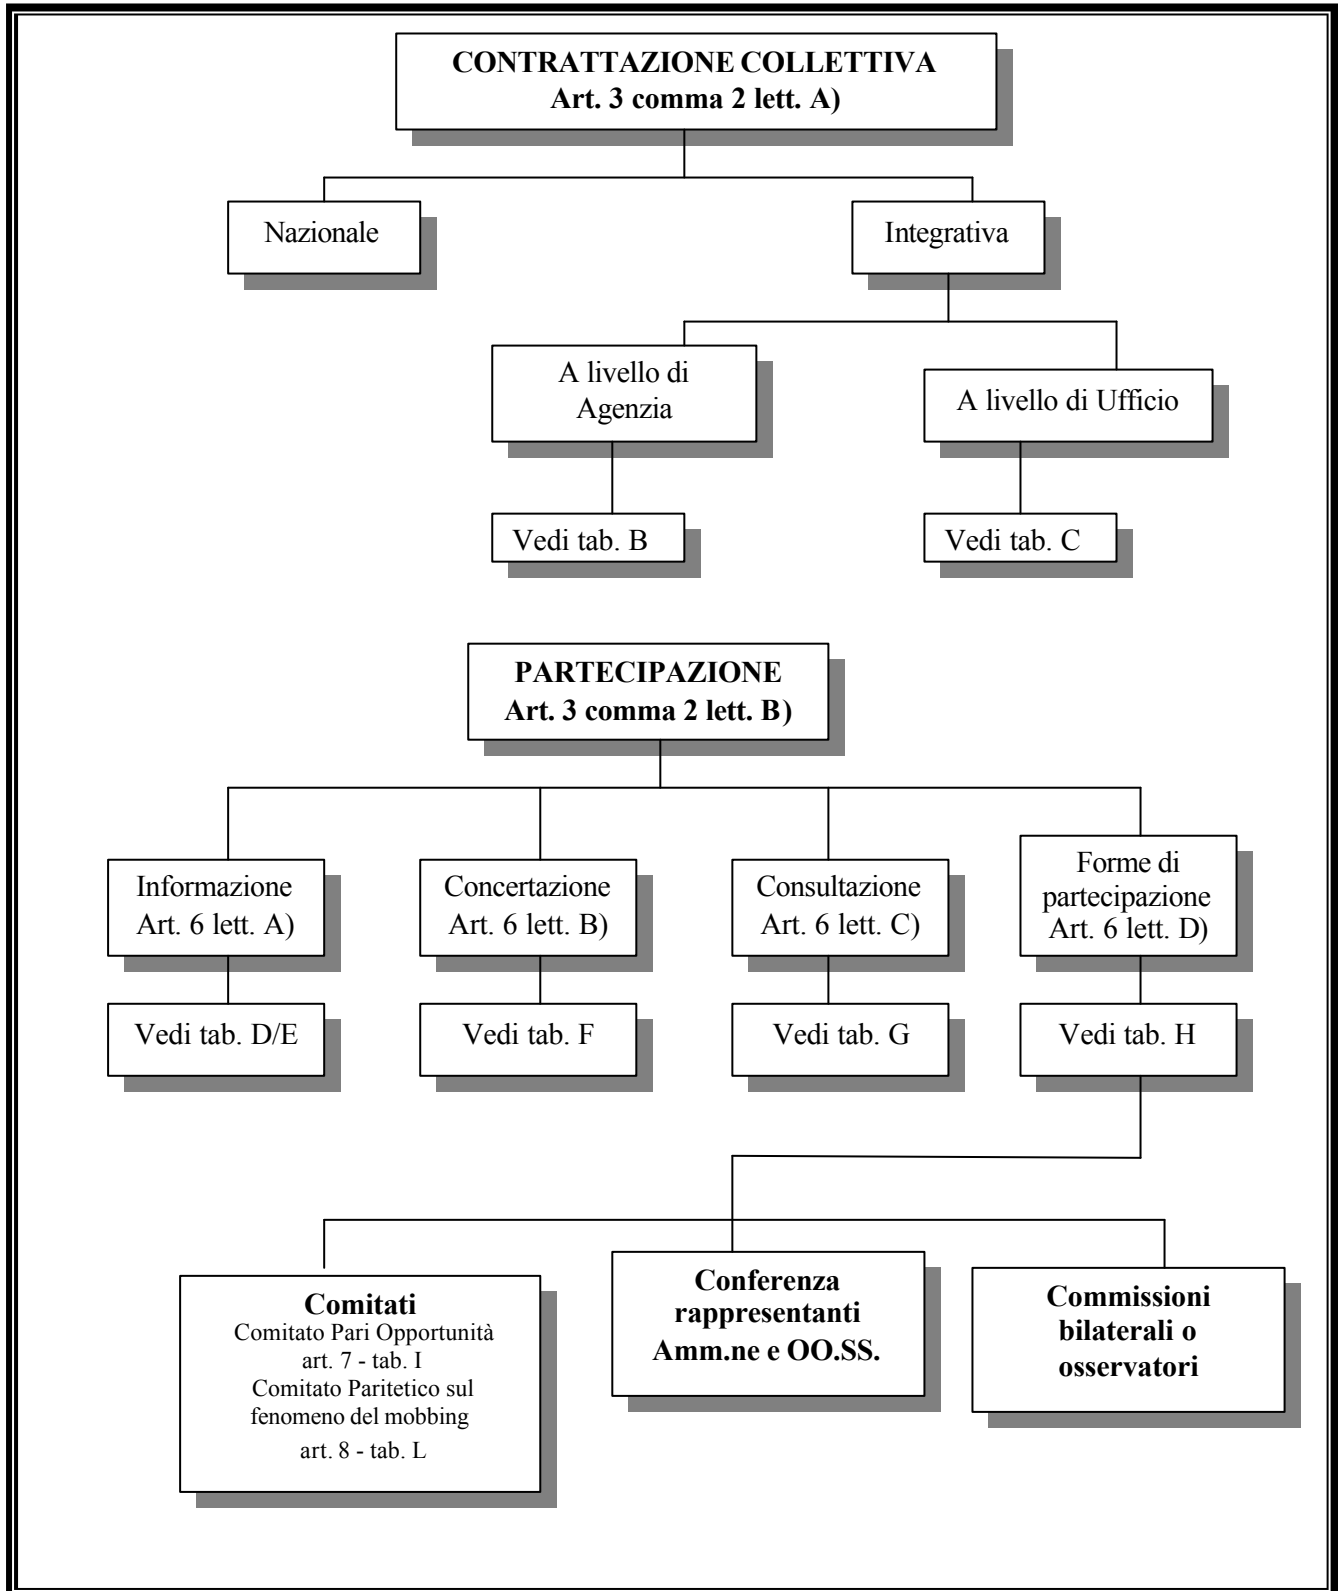 CONTRATTAZIONE COLLETTIVA
Art. 3 comma 2 lett. A)
Nazionale
Integrativa
A livello di
Agenzia
A livello di Ufficio
Vedi tab. B
Vedi tab. C
PARTECIPAZIONE
Art. 3 comma 2 lett. B)
Informazione
Art. 6 lett. A)
Concertazione
Art. 6 lett. B)
Consultazione
Art. 6 lett. C)
Forme di
partecipazione
Art. 6 lett. D)
Vedi tab. D/E
Vedi tab. F
Vedi tab. G
Vedi tab. H
Comitati
Comitato Pari Opportunità
art. 7 - tab. I
Comitato Paritetico sul
fenomeno del mobbing
art. 8 - tab. L
Conferenza
rappresentanti
Amm.ne e OO.SS.
Commissioni
bilaterali o
osservatori